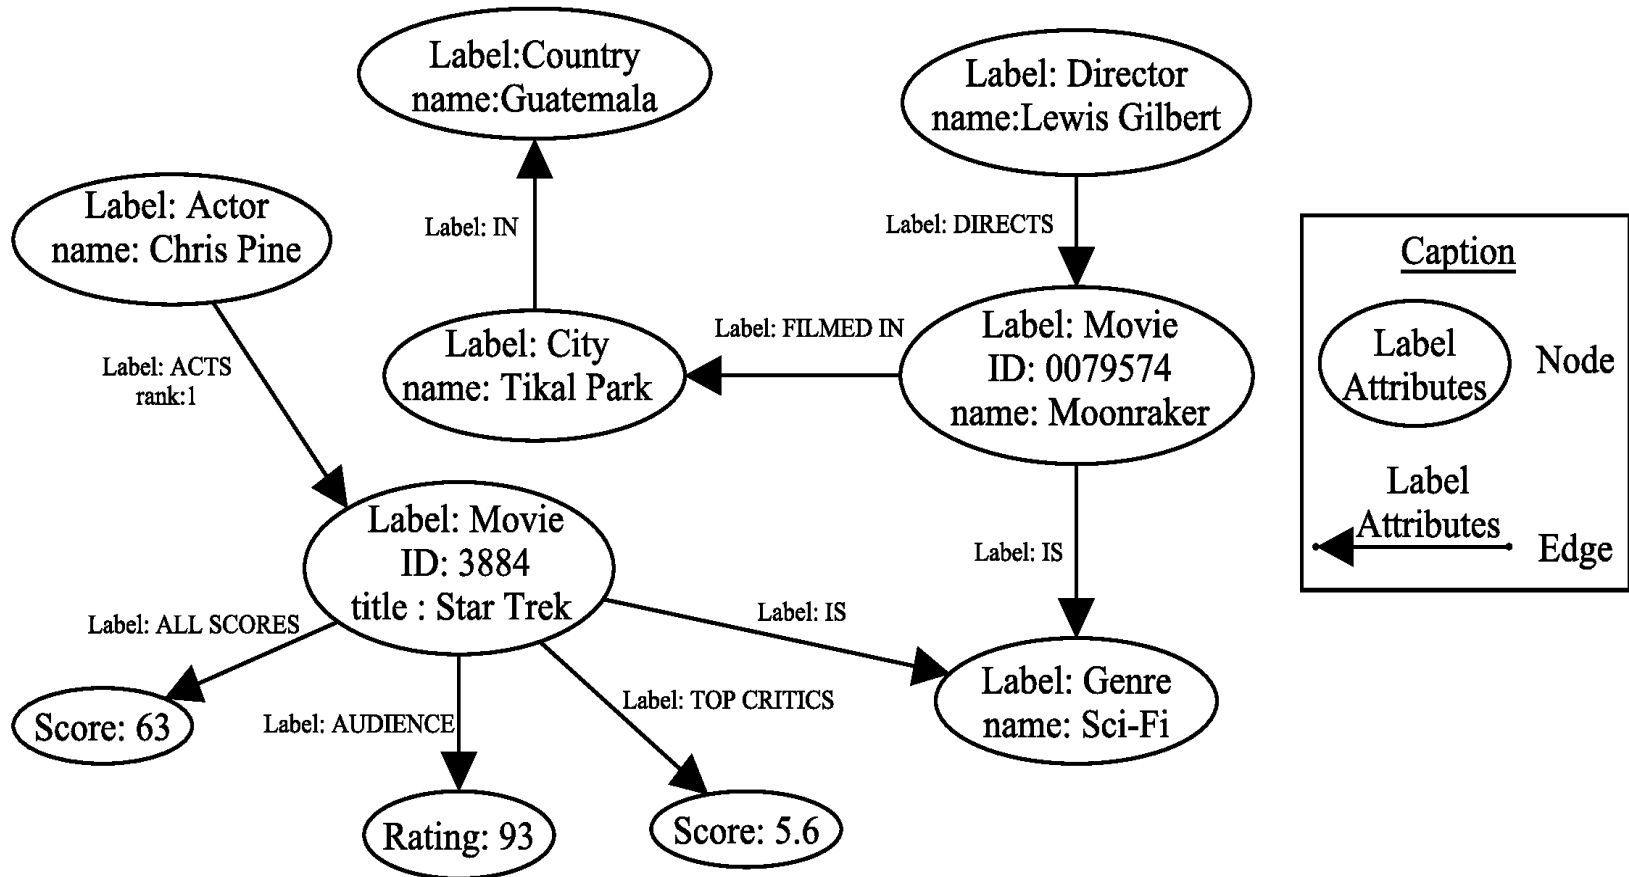 Label:Country
name:Guatemala
Label: Director
name:Lewis Gilbert
Label: Actor
name: Chris Pine
Label: IN
Label: DIRECTS
Caption
Label
Attributes
Node
Label
Attributes
Edge
Label: ACTS
rank:1
Label: City
name: Tikal Park
Label: FILMED IN
Label: Movie
ID: 0079574
name: Moonraker
Label: Movie
ID: 3884
title : Star Trek
Label: IS
Label: IS
Label: ALL SCORES
Label: AUDIENCE
Label: TOP CRITICS
Label: Genre
name: Sci-Fi
Score: 63
Rating: 93
Score: 5.6